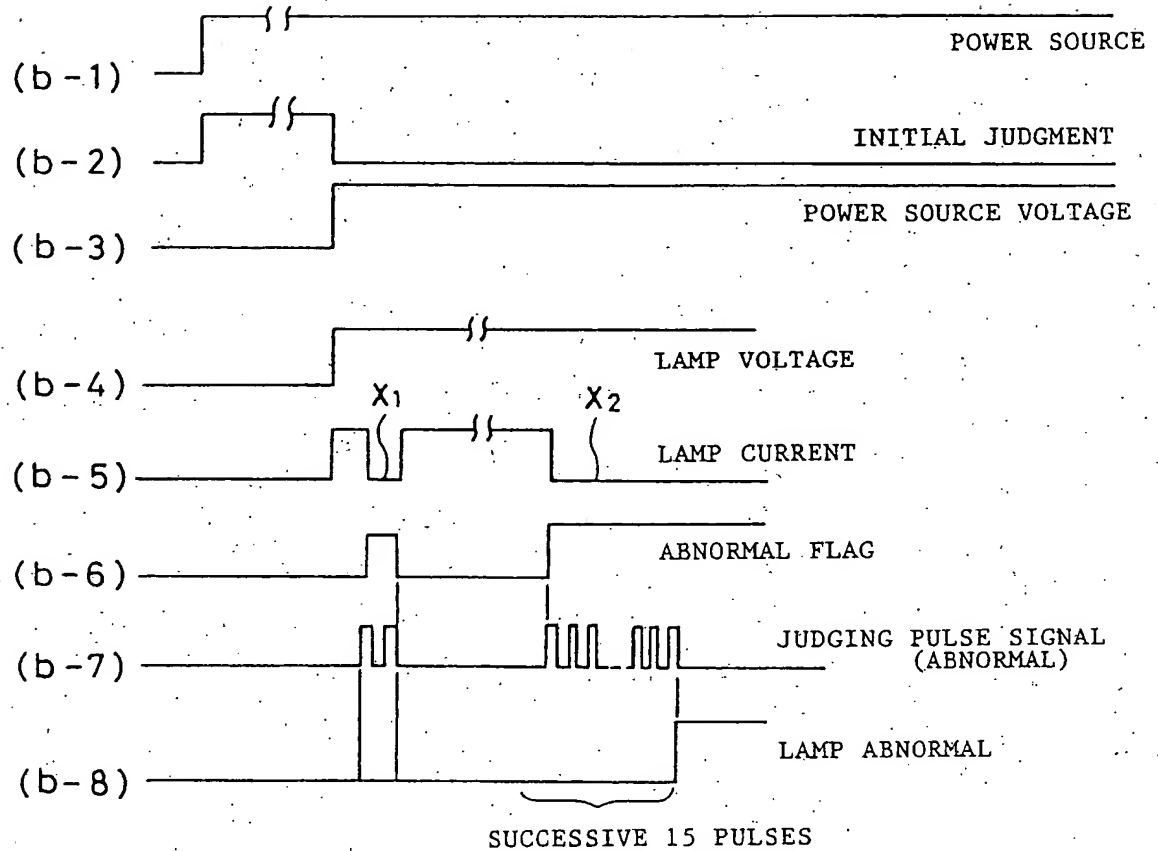 (b-1) POWER SOURCE
(b-2) INITIAL JUDGMENT
(b-3) POWER SOURCE VOLTAGE
(b-4) LAMP VOLTAGE
X1 X2
(b-5) LAMP CURRENT
(b-6) ABNORMAL FLAG
(b-7) JUDGING PULSE SIGNAL
(ABNORMAL)
(b-8) LAMP ABNORMAL
SUCCESSIVE 15 PULSES